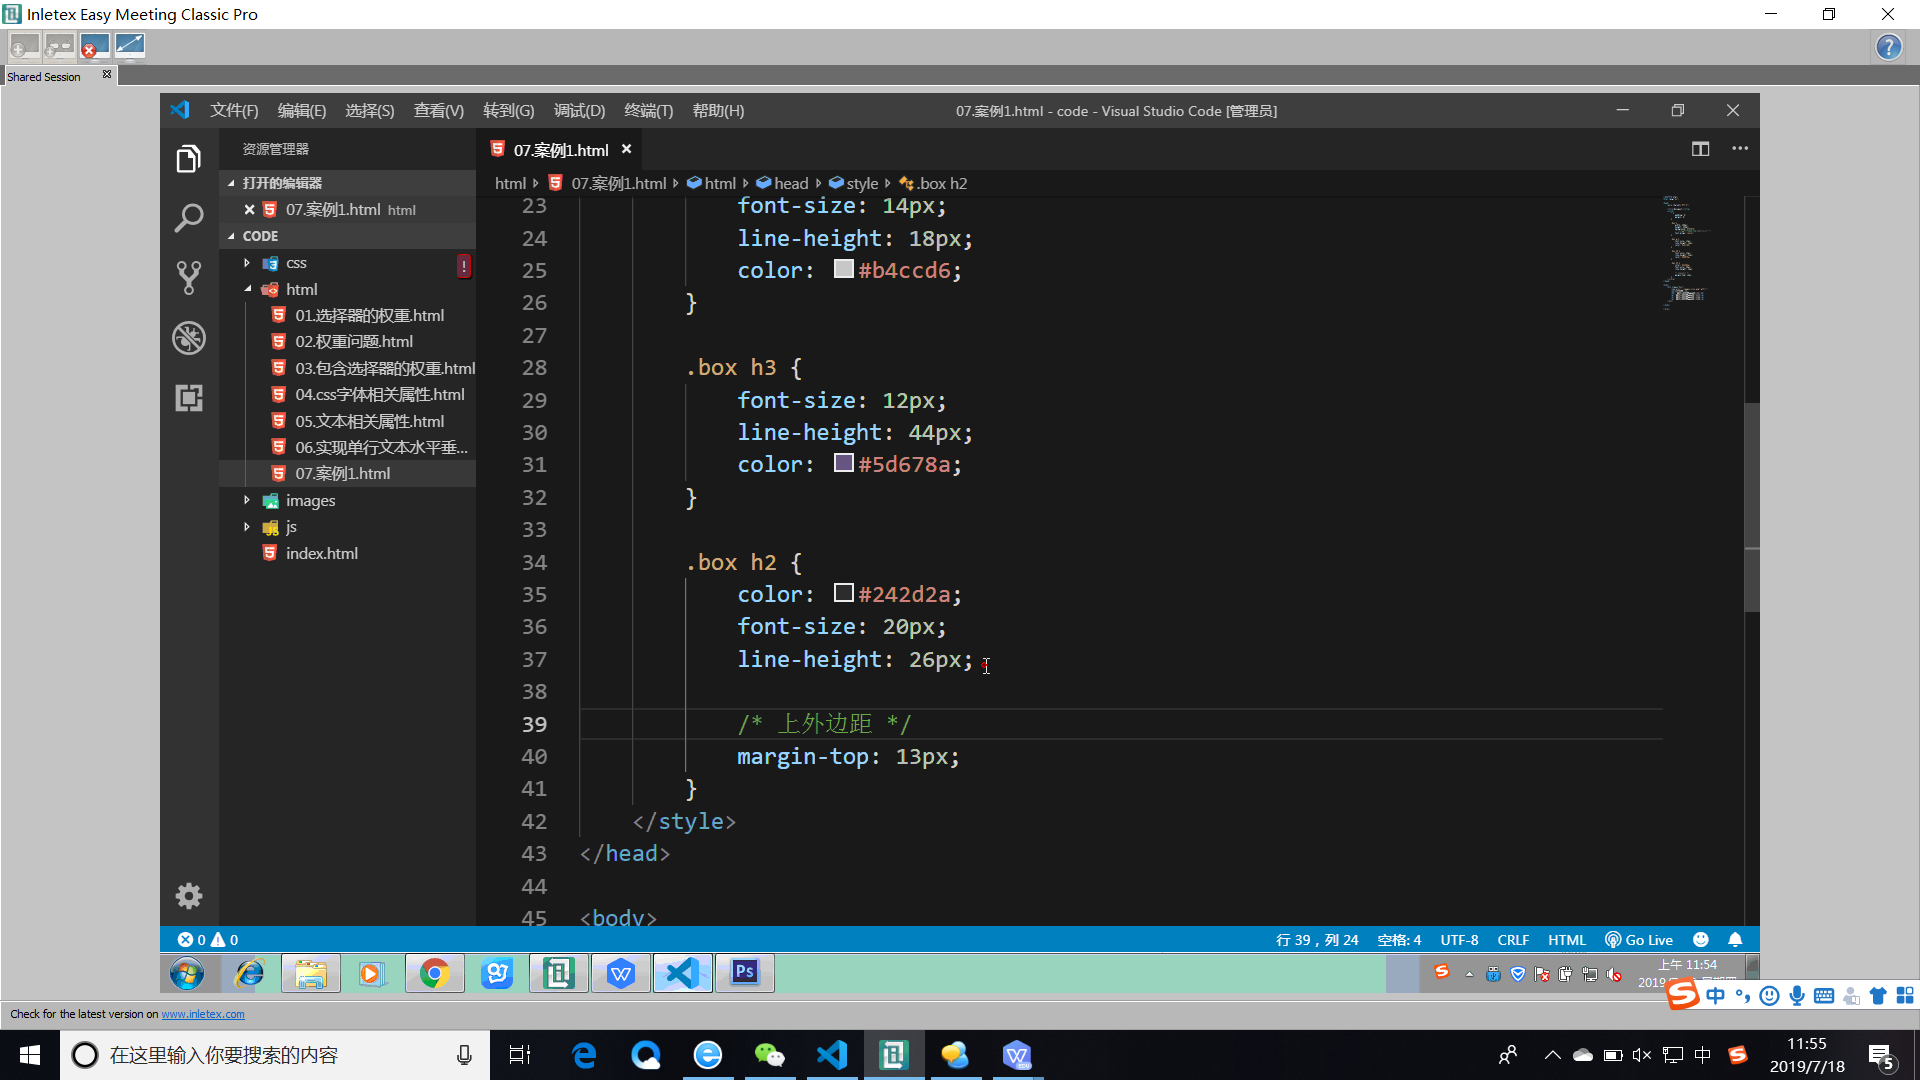 Inletex Easy Meeting Classic Pro
Shared Session
文件(F) 编辑(E) 选择(S) 查看(V) 转到(G) 调试(D) 终端(T) 帮助(H) 07.案例1.html - code - Visual Studio Code [管理员]
资源管理器
07.案例1.html
打开的编辑器
html 07.案例1.html html head style .box h2
07.案例1.html html
CODE
css !
html
01.选择器的权重.html
02.权重问题.html
03.包含选择器的权重.html
04.css字体相关属性.html
05.文本相关属性.html
06.实现单行文本水平垂...
07.案例1.html
images
js
index.html
23 font-size: 14px;
24 line-height: 18px;
25 color: #b4ccd6;
26 }
27
28 .box h3 {
29 font-size: 12px;
30 line-height: 44px;
31 color: #5d678a;
32 }
33
34 .box h2 {
35 color: #242d2a;
36 font-size: 20px;
37 line-height: 26px;
38
39 /* 上外边距 */
40 margin-top: 13px;
41 }
42 </style>
43 </head>
44
45 <body>
0 0 行 39，列 24 空格: 4 UTF-8 CRLF HTML Go Live
上午 11:54
2019
中
Check for the latest version on www.inletex.com
在这里输入你要搜索的内容
中
11:55
2019/7/18
5